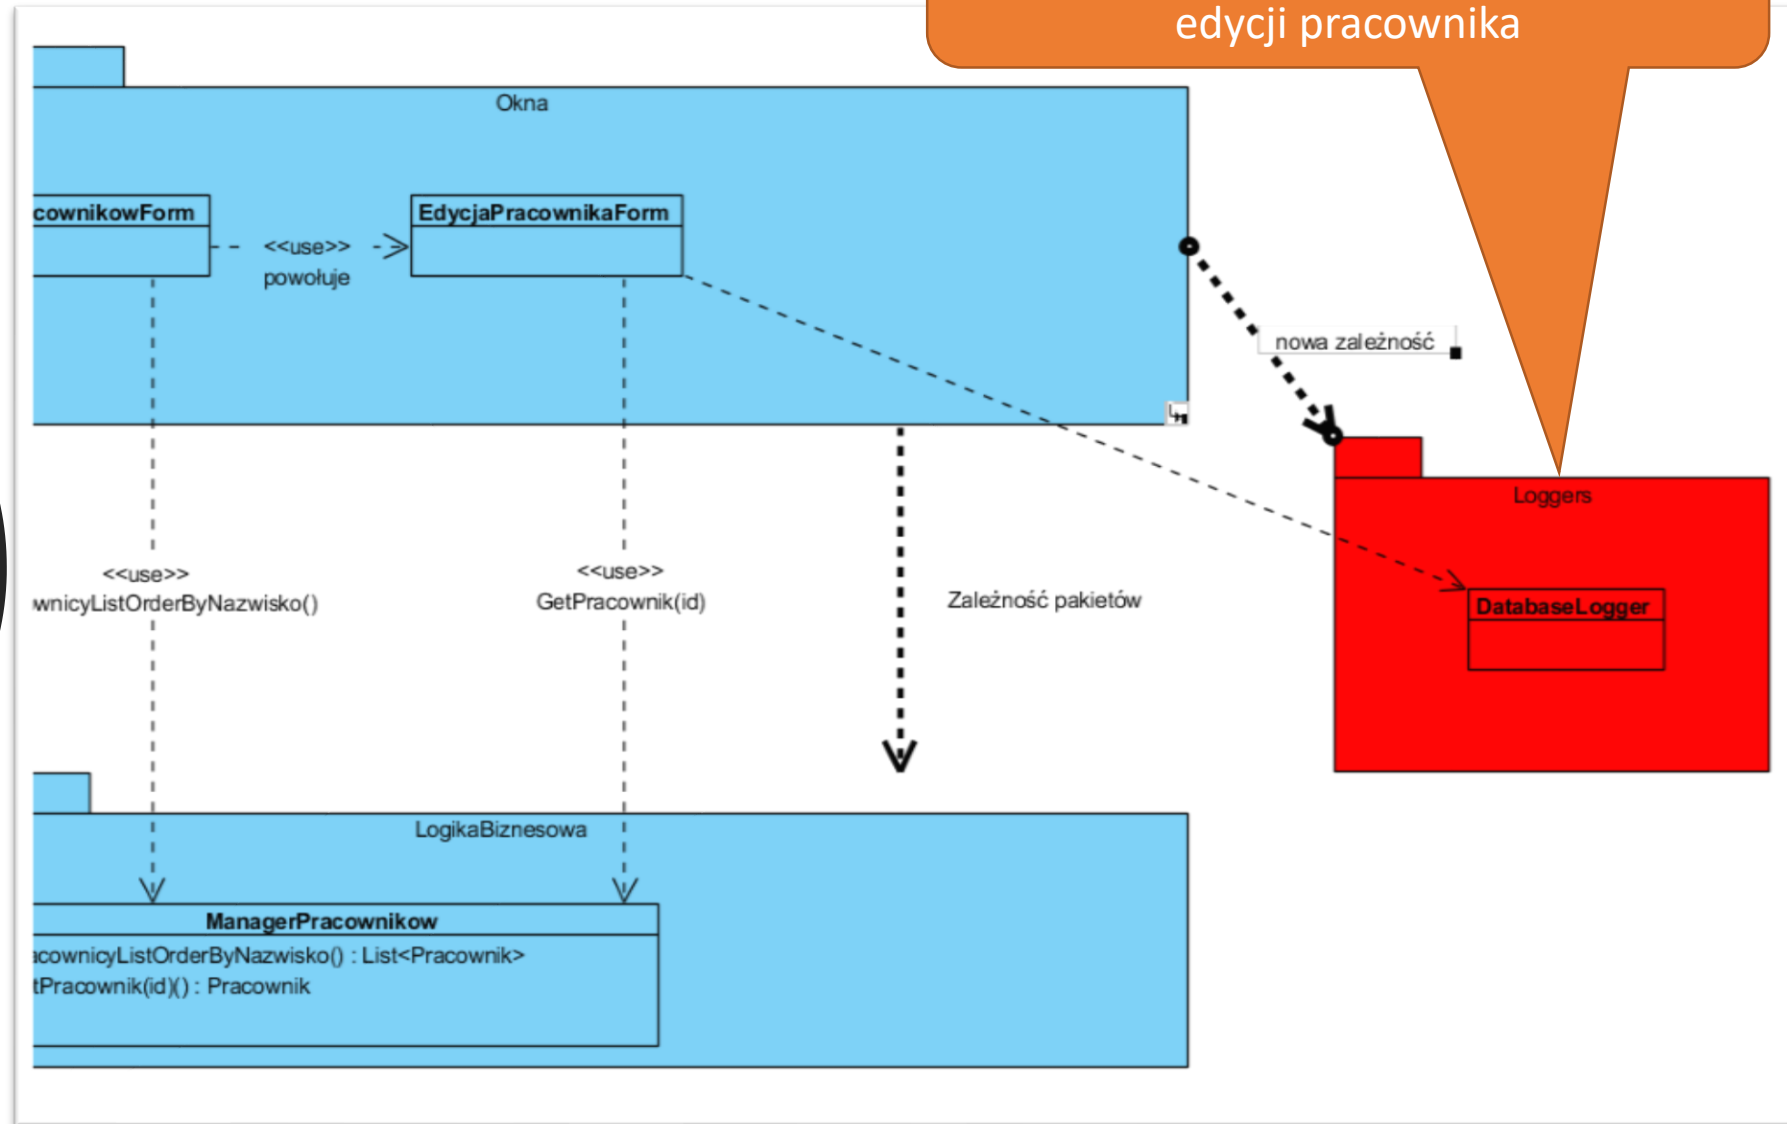 edycji pracownika
Okna
cownikowForm
<<use>>
powołuje
EdycjaPracownikaForm
nowa zależność
Loggers
DatabaseLogger
<<use>>
wnicyListOrderByNazwisko()
<<use>>
GetPracownik(id)
Zależność pakietów
LogikaBiznesowa
ManagerPracownikow
acownicyListOrderByNazwisko() : List<Pracownik>
tPracownik(id)() : Pracownik